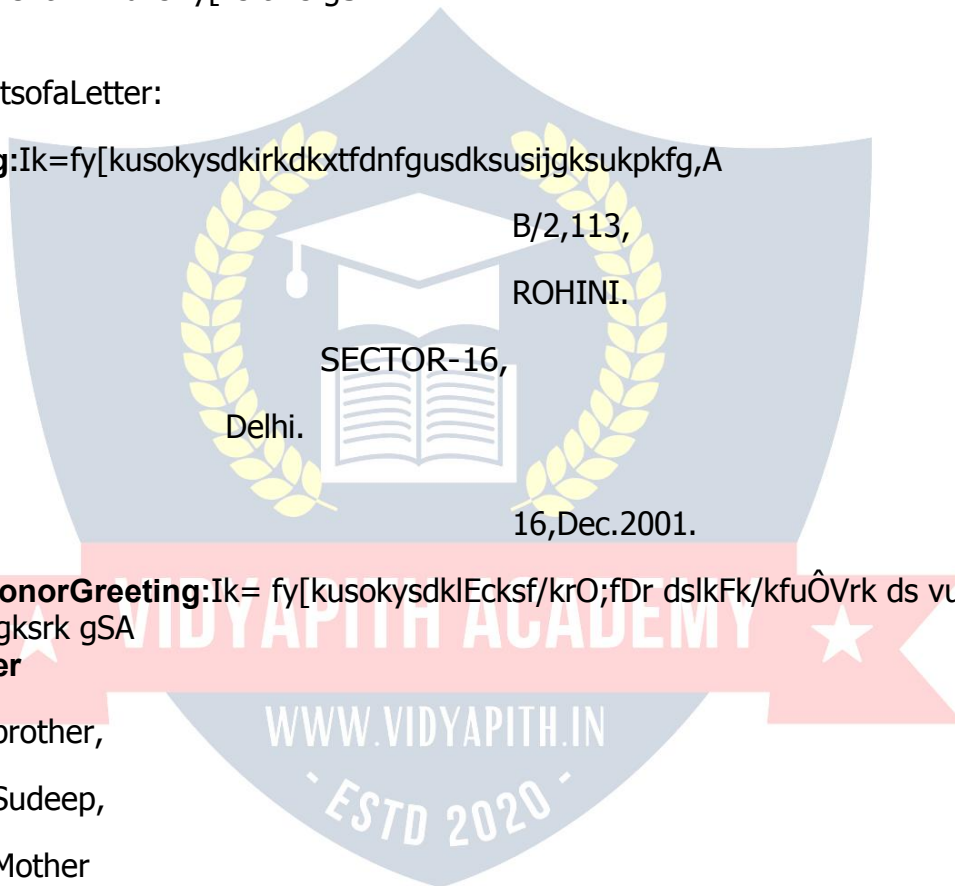 tsofaLetter:
g:Ik=fy[kusokysdkirkdkxtfdnfgusdksusijgksukpkfg,A
B/2,113,
ROHINI.
SECTOR-16,
Delhi.
16,Dec.2001.
onorGreeting:Ik= fy[kusokysdklEcksf/krO;fDr dslkFk/kfuÔVrk ds vu
gksrk gSA
VIDYAPITH ACADEMY
er
brother,
WWW.VIDYAPITH.IN
Sudeep,
- ESTD 2020 -
Mother